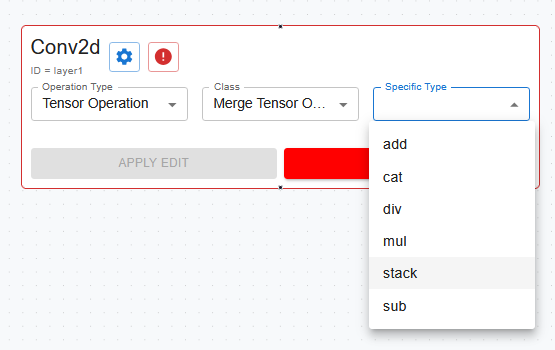 Conv2d
ID = layer1
Operation Type
Tensor Operation
Class
Merge Tensor O...
Specific Type
APPLY EDIT
add
cat
div
mul
stack
sub